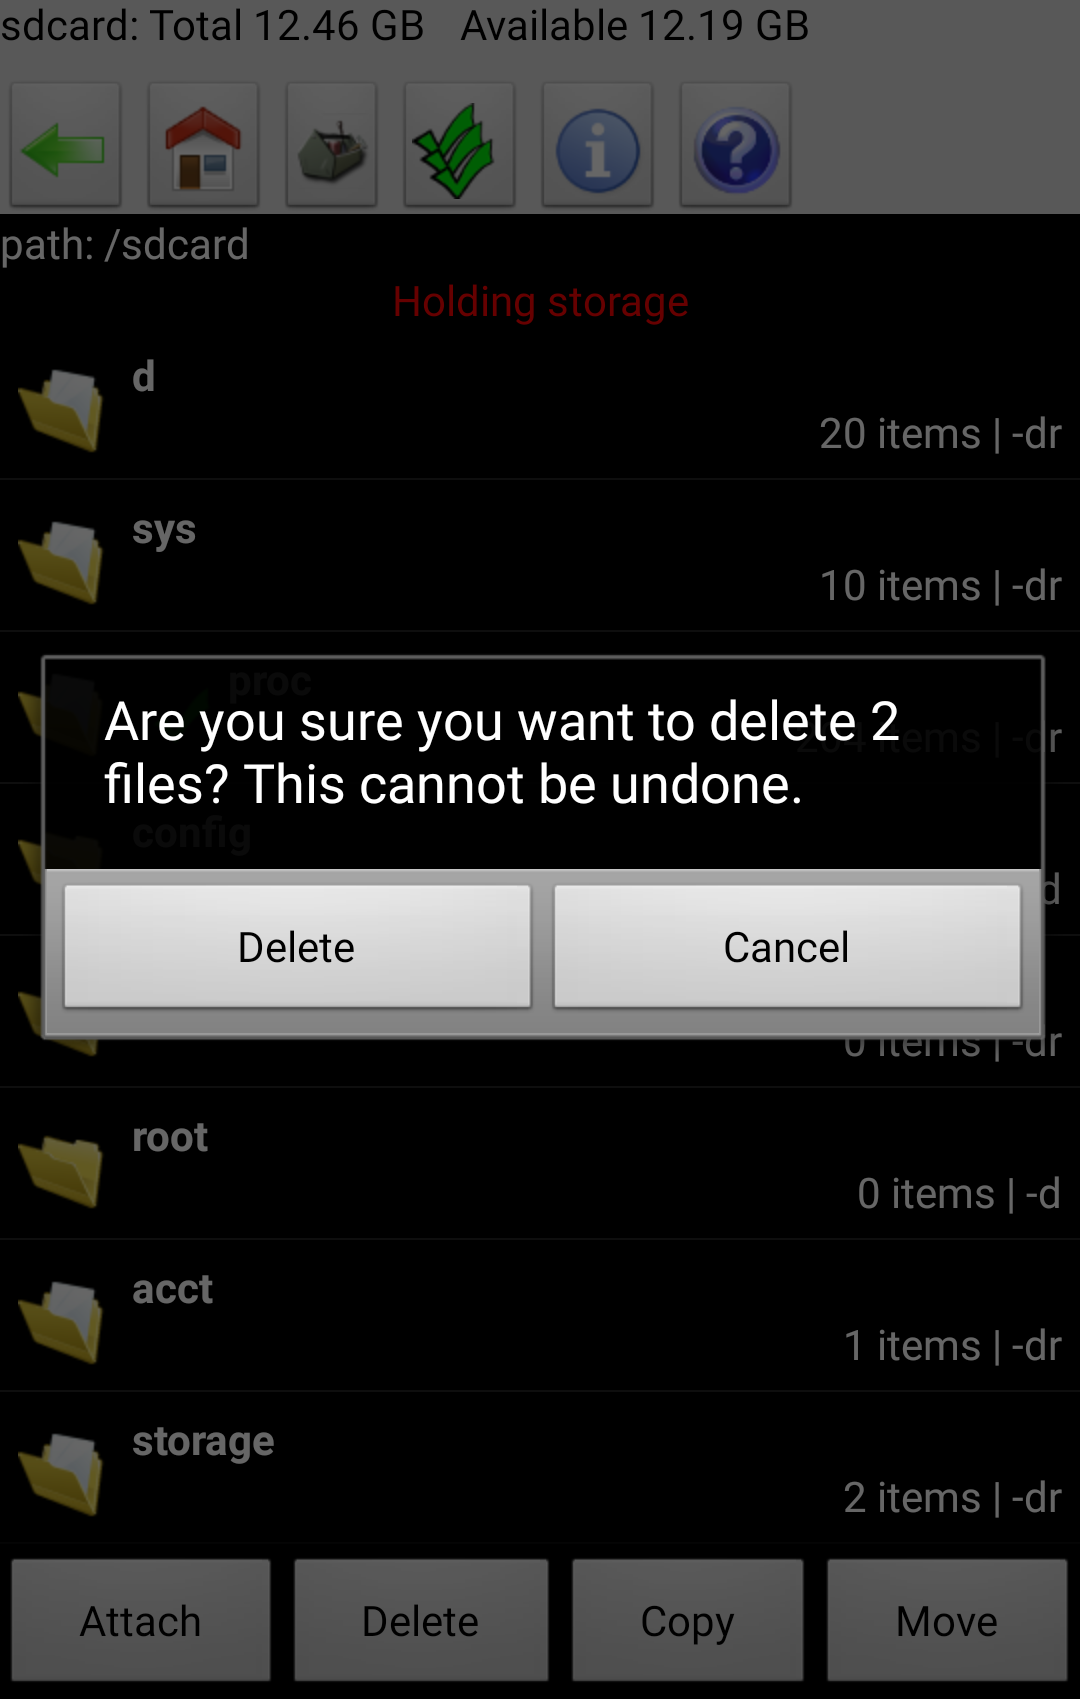 sdcard: Total 12.46 GB Available 12.19 GB
path: /sdcard
Holding storage
d
20 items | -dr
sys
10 items | -dr
proc
204 items | -dr
Are you sure you want to delete 2
files? This cannot be undone.
config
d
Delete Cancel
0 items | -dr
root
0 items | -d
acct
1 items | -dr
storage
2 items | -dr
Attach Delete Copy Move